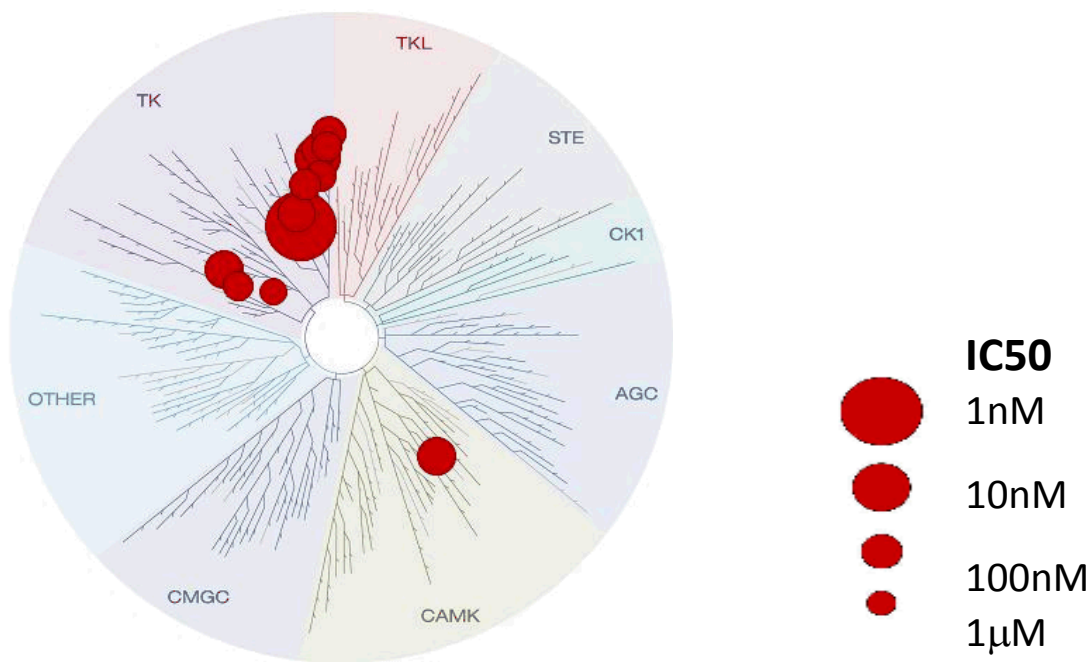 TKL
TK
STE
CK1
OTHER
AGC
CMGC
CAMK
IC50
1nM
10nM
100nM
1μM